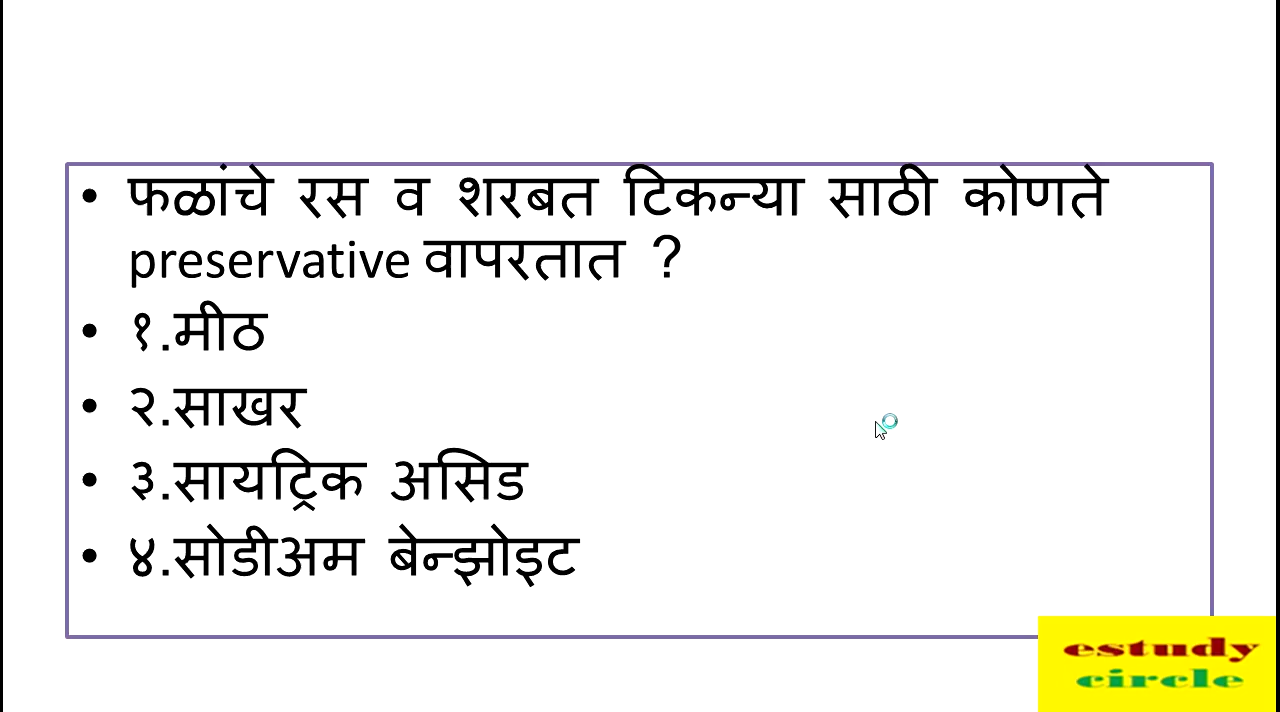 • फळांचे रस व शरबत टिकन्या साठी कोणते
preservative वापरतात ?
• १.मीठ
• २.साखर
• ३.सायट्रिक असिड
• ४.सोडीअम बेन्झोइट
estudy
circle